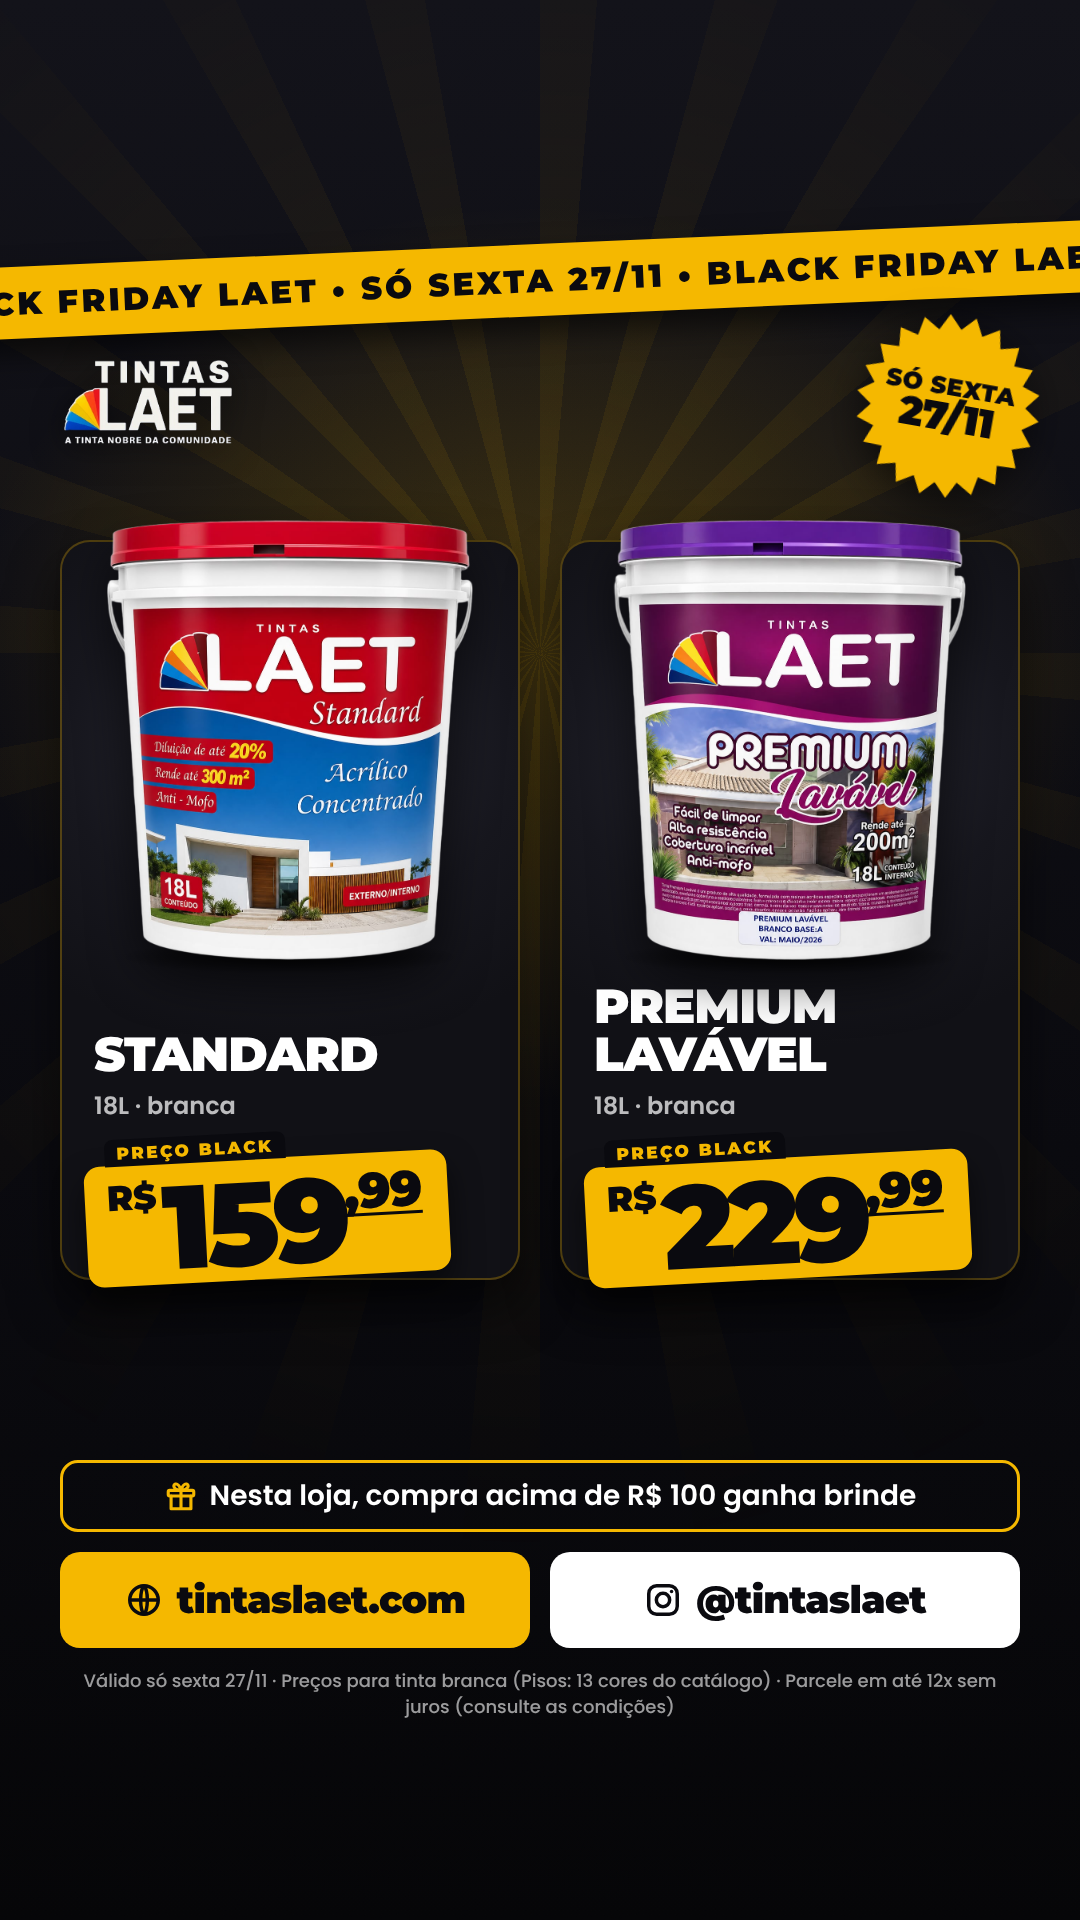 CK FRIDAY LAET • SÓ SEXTA 27/11 • BLACK FRIDAY LAE
TINTAS
LAET
A TINTA NOBRE DA COMUNIDADE
SÓ SEXTA
27/11
TINTAS
LAET
Standard
Diluição de até 20%
Rende até 300 m²
Anti - Mofo
Acrílico
Concentrado
18L
CONTEÚDO
EXTERNO/INTERNO
STANDARD
18L · branca
PREÇO BLACK
R$159,99
TINTAS
LAET
PREMIUM
Lavável
Fácil de limpar
Alta resistência
Cobertura incrível
Anti-mofo
Rende até
200m²
18L CONTEÚDO
INTERNO
PREMIUM LAVÁVEL
BRANCO BASE:A
VAL: MAIO/2026
PREMIUM
LAVÁVEL
18L · branca
PREÇO BLACK
R$229,99
Nesta loja, compra acima de R$ 100 ganha brinde
tintaslaet.com
@tintaslaet
Válido só sexta 27/11 · Preços para tinta branca (Pisos: 13 cores do catálogo) · Parcele em até 12x sem
juros (consulte as condições)